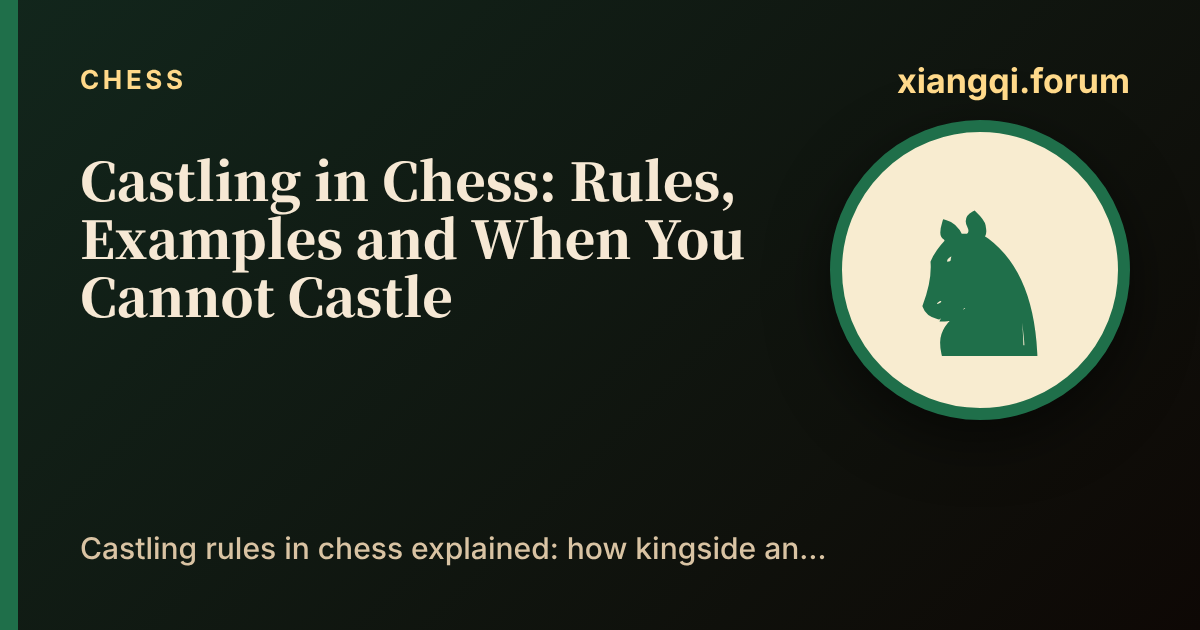 CHESS
xiangqi.forum
Castling in Chess: Rules,
Examples and When You
Cannot Castle
Castling rules in chess explained: how kingside an...